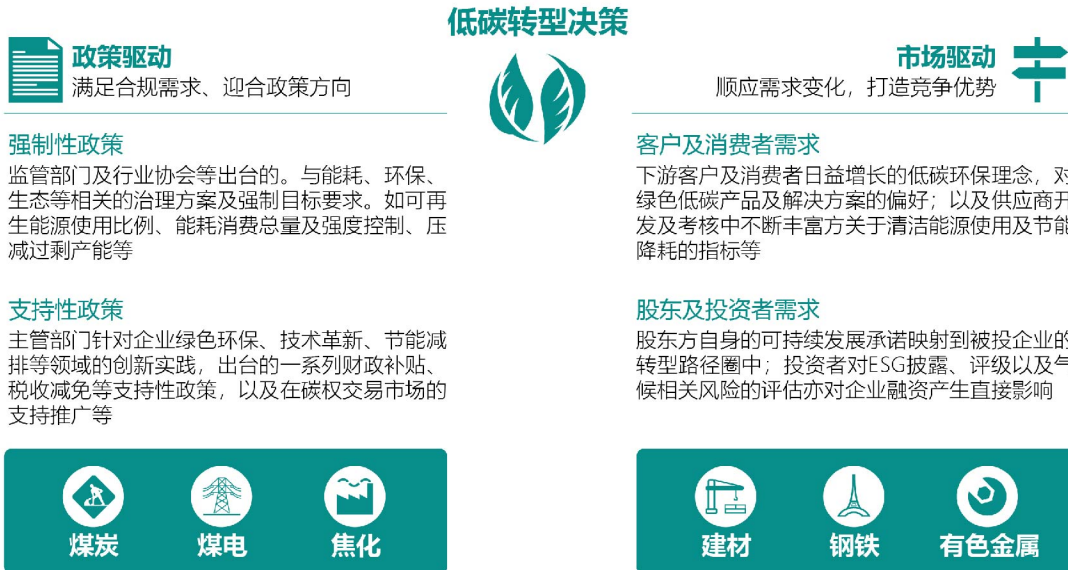 低碳转型决策
政策驱动
满足合规需求、迎合政策方向
强制性政策
监管部门及行业协会等出台的。与能耗、环保、
生态等相关的治理方案及强制目标要求。如可再
生能源使用比例、能耗消费总量及强度控制、压
减过剩产能等
支持性政策
主管部门针对企业绿色环保、技术革新、节能减
排等领域的创新实践，出台的一系列财政补贴、
税收减免等支持性政策，以及在碳权交易市场的
支持推广等
煤炭
煤电
焦化
市场驱动
顺应需求变化，打造竞争优势
客户及消费者需求
下游客户及消费者日益增长的低碳环保理念，对
绿色低碳产品及解决方案的偏好；以及供应商开
发及考核中不断丰富方关于清洁能源使用及节能
降耗的指标等
股东及投资者需求
股东方自身的可持续发展承诺映射到被投企业的
转型路径圈中；投资者对ESG披露、评级以及气
候相关风险的评估亦对企业融资产生直接影响
建材
钢铁
有色金属